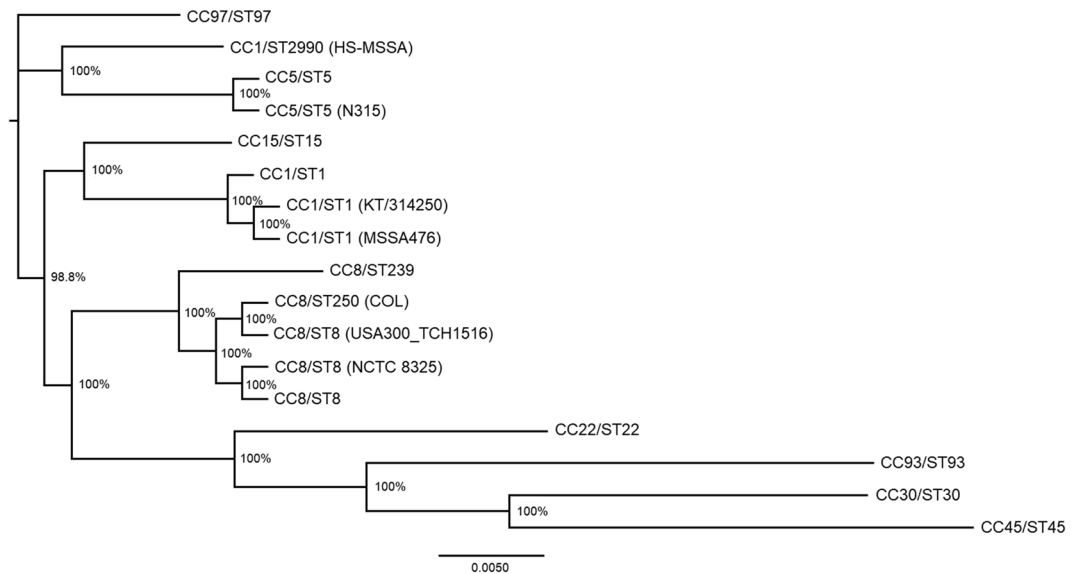 CC97/ST97
CC1/ST2990 (HS-MSSA)
100%
CC5/ST5
100%
CC5/ST5 (N315)
CC15/ST15
100%
CC1/ST1
100%
CC1/ST1 (KT/314250)
100%
CC1/ST1 (MSSA476)
98.8%
CC8/ST239
100%
CC8/ST250 (COL)
100%
CC8/ST8 (USA300_TCH1516)
100%
CC8/ST8 (NCTC 8325)
100%
CC8/ST8
100%
CC22/ST22
100%
CC93/ST93
100%
CC30/ST30
100%
CC45/ST45
0.0050